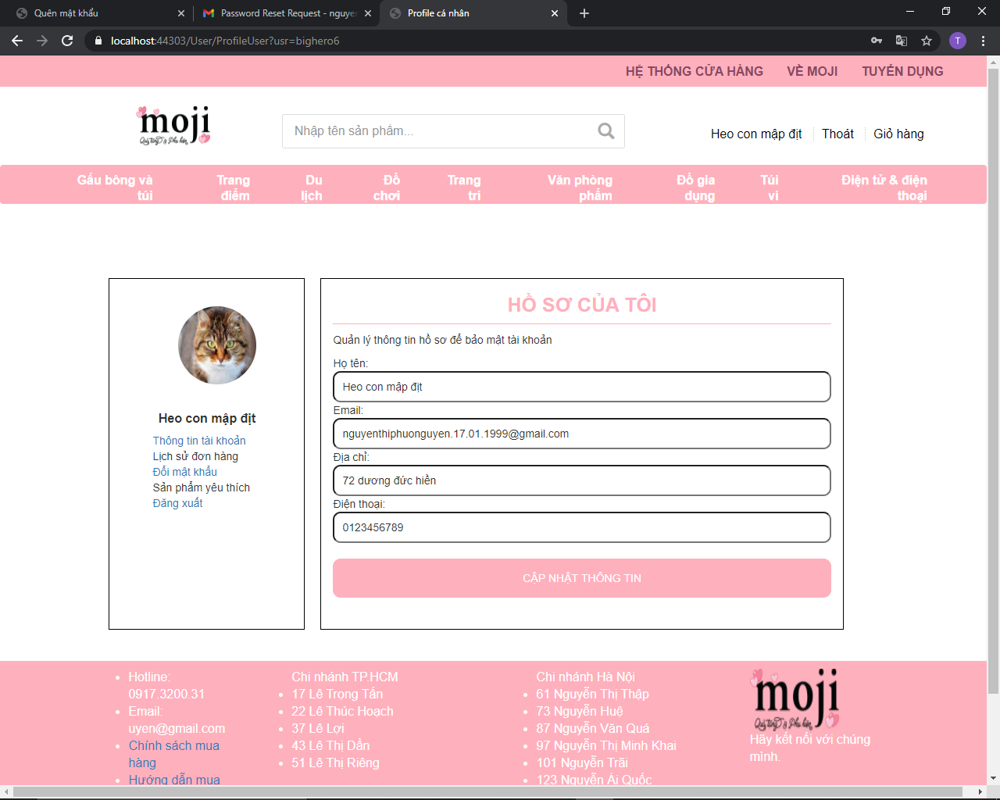 Quên mật khẩu
Password Reset Request - nguyen
Profile cá nhân
localhost:44303/User/ProfileUser?usr=bighero6
T
HỆ THỐNG CỬA HÀNG
VỀ MOJI
TUYỂN DỤNG
moji
Quà tặng & Phụ kiện
Nhập tên sản phẩm...
Heo con mập địt
Thoát
Giỏ hàng
Gấu bông và
túi
Trang
điểm
Du
lịch
Đồ
chơi
Trang
trí
Văn phòng
phẩm
Đồ gia
dụng
Túi
ví
Điện tử & điện
thoại
Heo con mập địt
Thông tin tài khoản
Lịch sử đơn hàng
Đổi mật khẩu
Sản phẩm yêu thích
Đăng xuất
HỒ SƠ CỦA TÔI
Quản lý thông tin hồ sơ để bảo mật tài khoản
Họ tên:
Heo con mập địt
Email:
nguyenthiphuonguyen.17.01.1999@gmail.com
Địa chỉ:
72 dương đức hiền
Điện thoại:
0123456789
CẬP NHẬT THÔNG TIN
Hotline:
0917.3200.31
Email:
uyen@gmail.com
Chính sách mua
hàng
Hướng dẫn mua
Chi nhánh TP.HCM
17 Lê Trọng Tấn
22 Lê Thúc Hoạch
37 Lê Lợi
43 Lê Thị Dần
51 Lê Thị Riêng
Chi nhánh Hà Nội
61 Nguyễn Thị Thập
73 Nguyễn Huệ
87 Nguyễn Văn Quá
97 Nguyễn Thị Minh Khai
101 Nguyễn Trãi
123 Nguyễn Ái Quốc
moji
Quà tặng & Phụ kiện
Hãy kết nối với chúng
mình.